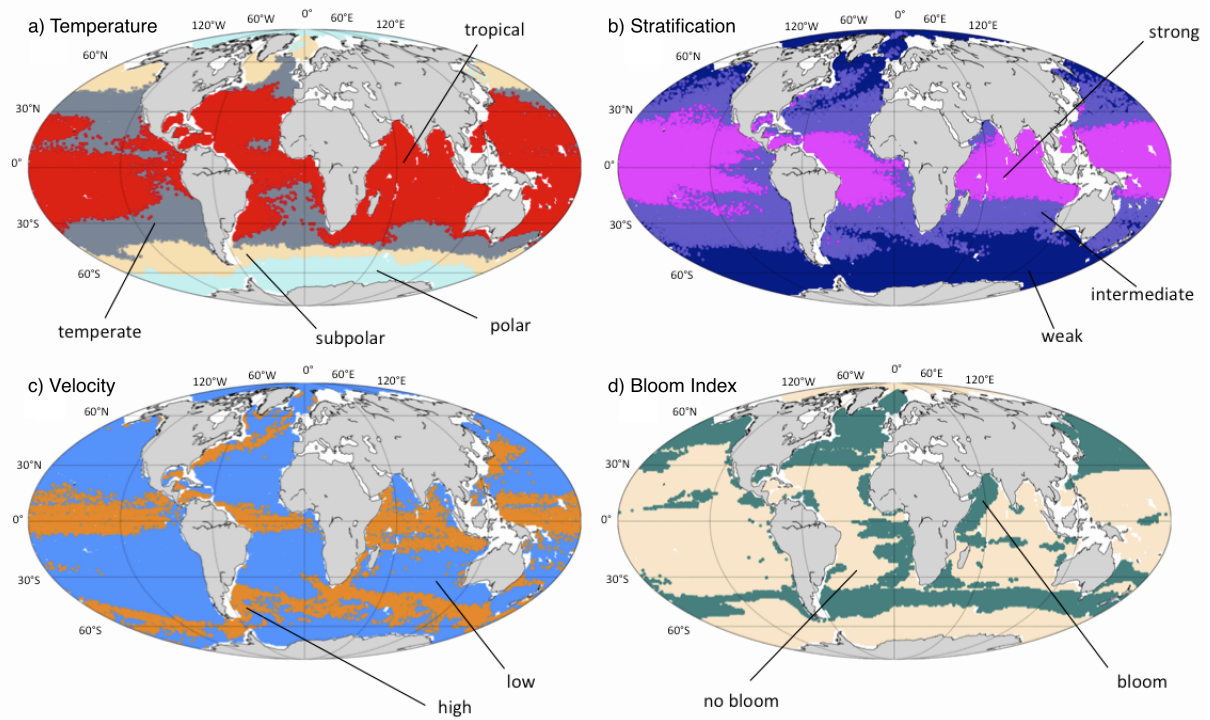 a) Temperature
120°W 60°W 0° 60°E 120°E
60°N
30°N
0°
30°S
60°S
tropical
temperate
subpolar
polar
b) Stratification
120°W 60°W 0° 60°E 120°E
60°N
30°N
0°
30°S
60°S
strong
intermediate
weak
c) Velocity
120°W 60°W 0° 60°E 120°E
60°N
30°N
0°
30°S
60°S
low
high
d) Bloom Index
120°W 60°W 0° 60°E 120°E
60°N
30°N
0°
30°S
60°S
bloom
no bloom